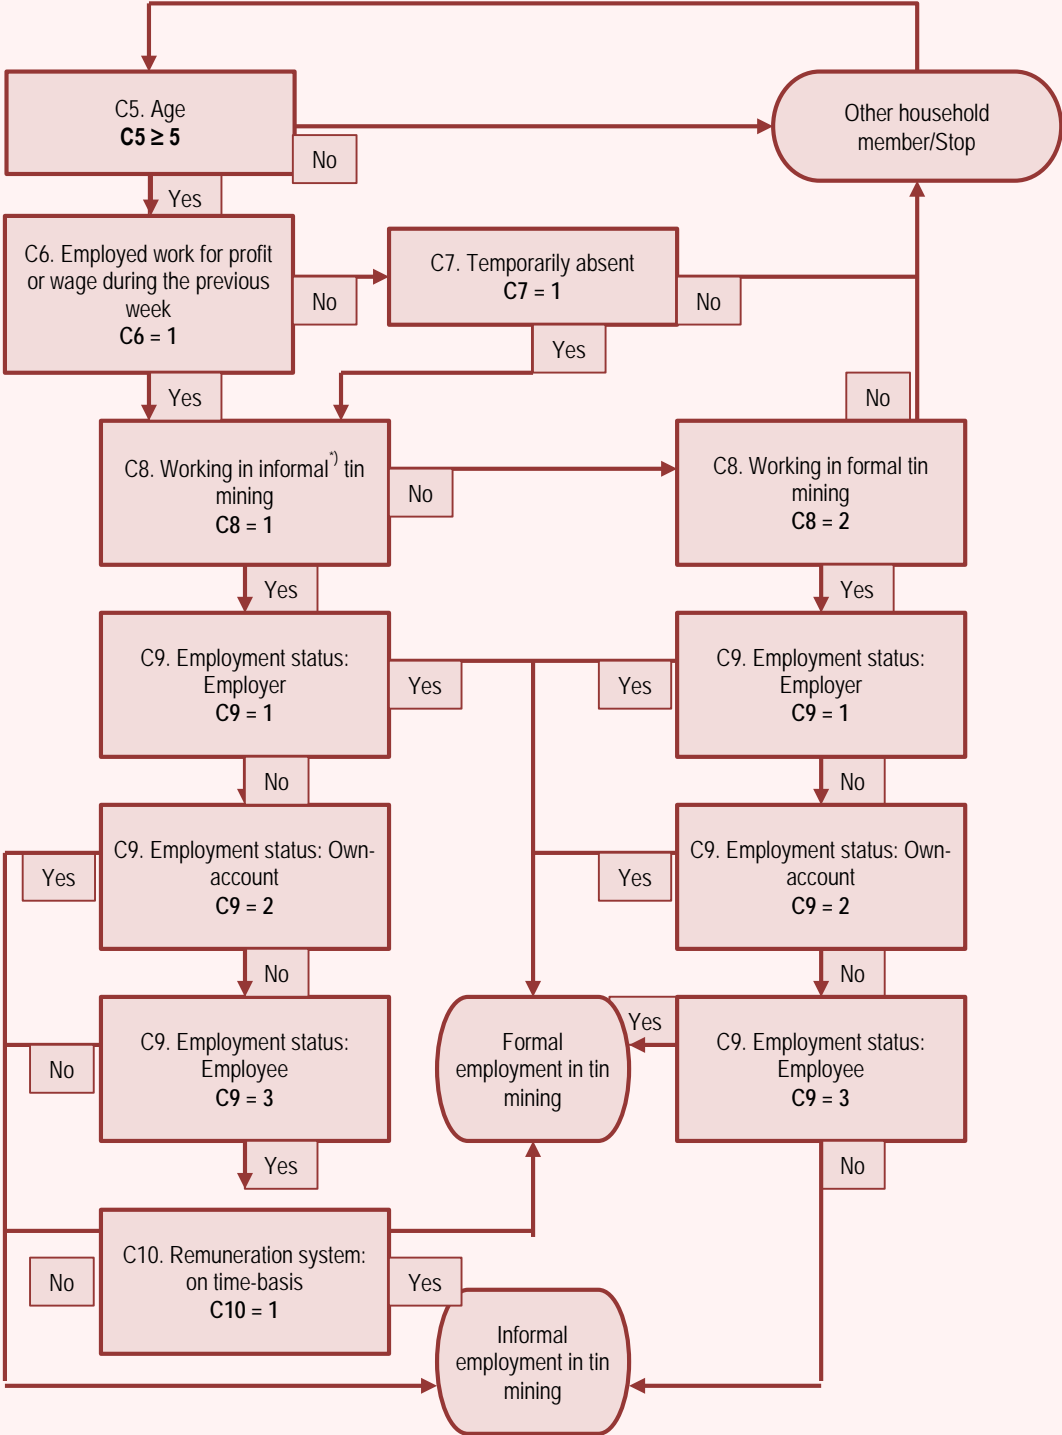 C5. Age
C5 ≥ 5
No
Other household
member/Stop
Yes
C6. Employed work for profit
or wage during the previous
week
C6 = 1
No
C7. Temporarily absent
C7 = 1
No
Yes
Yes
No
C8. Working in informal*) tin
mining
C8 = 1
No
C8. Working in formal tin
mining
C8 = 2
Yes
Yes
C9. Employment status:
Employer
C9 = 1
Yes
Yes
C9. Employment status:
Employer
C9 = 1
No
No
C9. Employment status: Own-
account
C9 = 2
Yes
Yes
C9. Employment status: Own-
account
C9 = 2
No
No
C9. Employment status:
Employee
C9 = 3
No
Formal
employment in tin
mining
Yes
C9. Employment status:
Employee
C9 = 3
Yes
No
C10. Remuneration system:
on time-basis
C10 = 1
No
Yes
Informal
employment in tin
mining